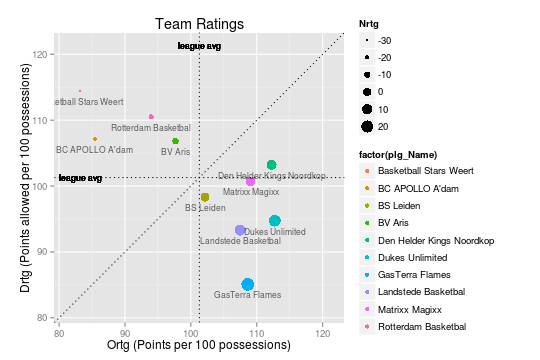 Team Ratings
Drtg (Points allowed per 100 possessions)
120
110
100
90
80
league avg
etball Stars Weert
Rotterdam Basketbal
BC APOLLO A'dam
BV Aris
league avg
Den Helder Kings Noordkop
Matrixx Magixx
BS Leiden
Dukes Unlimited
Landstede Basketbal
GasTerra Flames
80
90
100
110
120
Ortg (Points per 100 possessions)
Nrtg
-30
-20
-10
0
10
20
factor(plg_Name)
Basketball Stars Weert
BC APOLLO A'dam
BS Leiden
BV Aris
Den Helder Kings Noordkop
Dukes Unlimited
GasTerra Flames
Landstede Basketbal
Matrixx Magixx
Rotterdam Basketbal